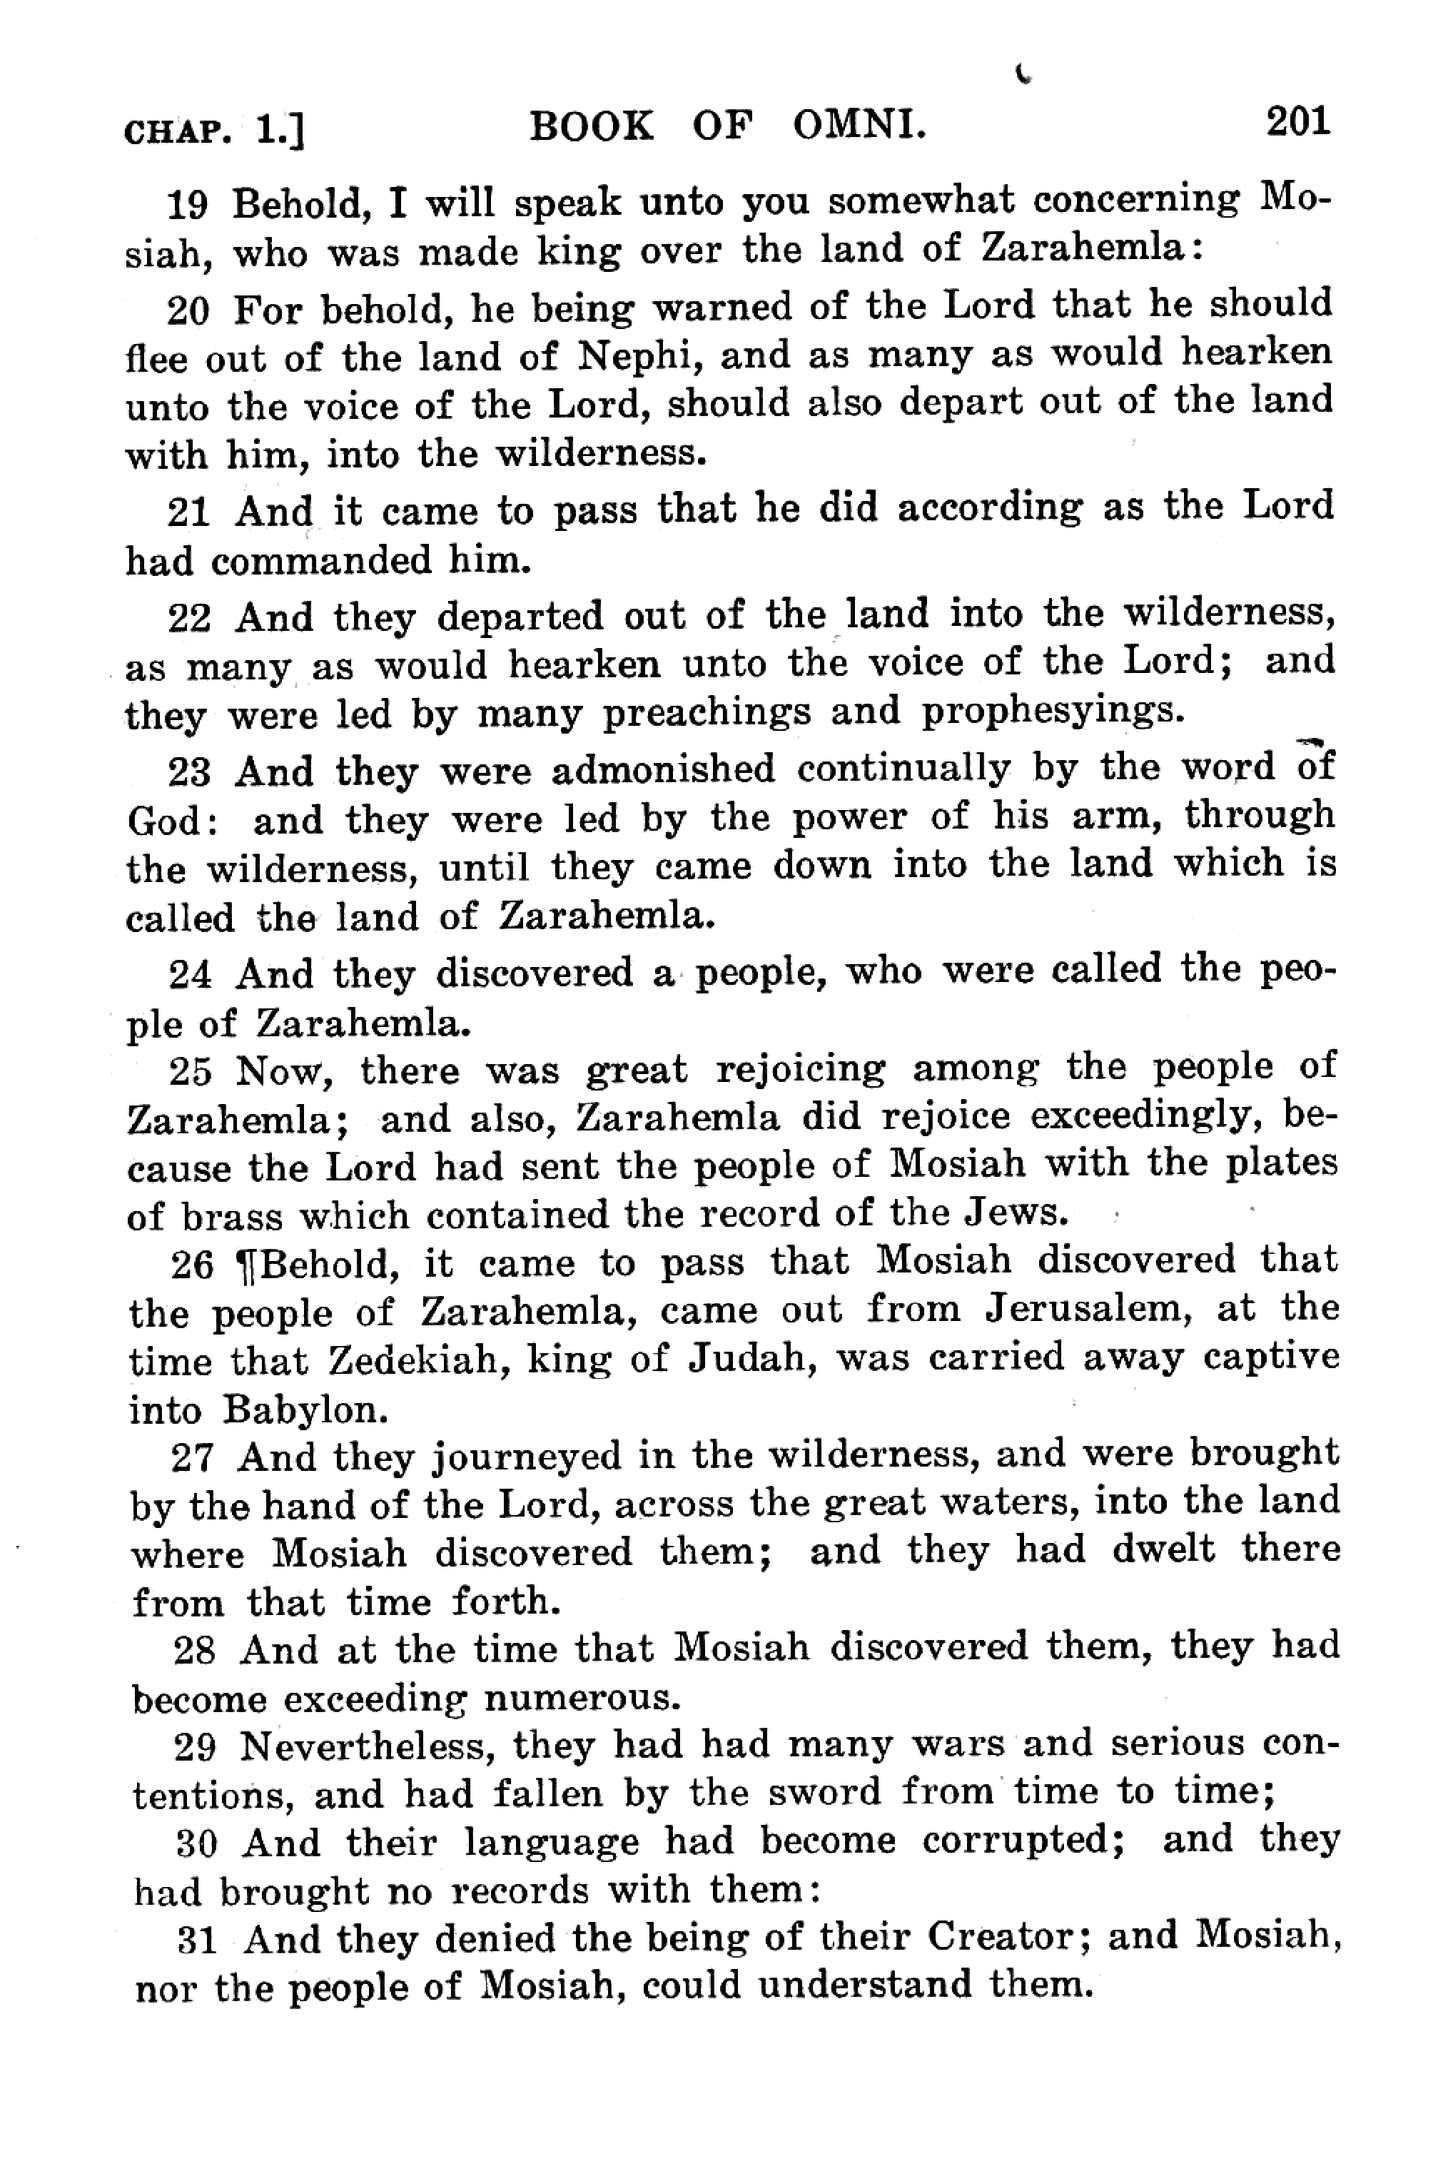 CHAP. 1.] BOOK OF OMNI. 201
19 Behold, I will speak unto you somewhat concerning Mo-
siah, who was made king over the land of Zarahemla:
20 For behold, he being warned of the Lord that he should
flee out of the land of Nephi, and as many as would hearken
unto the voice of the Lord, should also depart out of the land
with him, into the wilderness.
21 And it came to pass that he did according as the Lord
had commanded him.
22 And they departed out of the land into the wilderness,
as many as would hearken unto the voice of the Lord; and
they were led by many preachings and prophesyings.
23 And they were admonished continually by the word of
God: and they were led by the power of his arm, through
the wilderness, until they came down into the land which is
called the land of Zarahemla.
24 And they discovered a people, who were called the peo-
ple of Zarahemla.
25 Now, there was great rejoicing among the people of
Zarahemla; and also, Zarahemla did rejoice exceedingly, be-
cause the Lord had sent the people of Mosiah with the plates
of brass which contained the record of the Jews.
26 ¶Behold, it came to pass that Mosiah discovered that
the people of Zarahemla, came out from Jerusalem, at the
time that Zedekiah, king of Judah, was carried away captive
into Babylon.
27 And they journeyed in the wilderness, and were brought
by the hand of the Lord, across the great waters, into the land
where Mosiah discovered them; and they had dwelt there
from that time forth.
28 And at the time that Mosiah discovered them, they had
become exceeding numerous.
29 Nevertheless, they had had many wars and serious con-
tentions, and had fallen by the sword from time to time;
30 And their language had become corrupted; and they
had brought no records with them:
31 And they denied the being of their Creator; and Mosiah,
nor the people of Mosiah, could understand them.